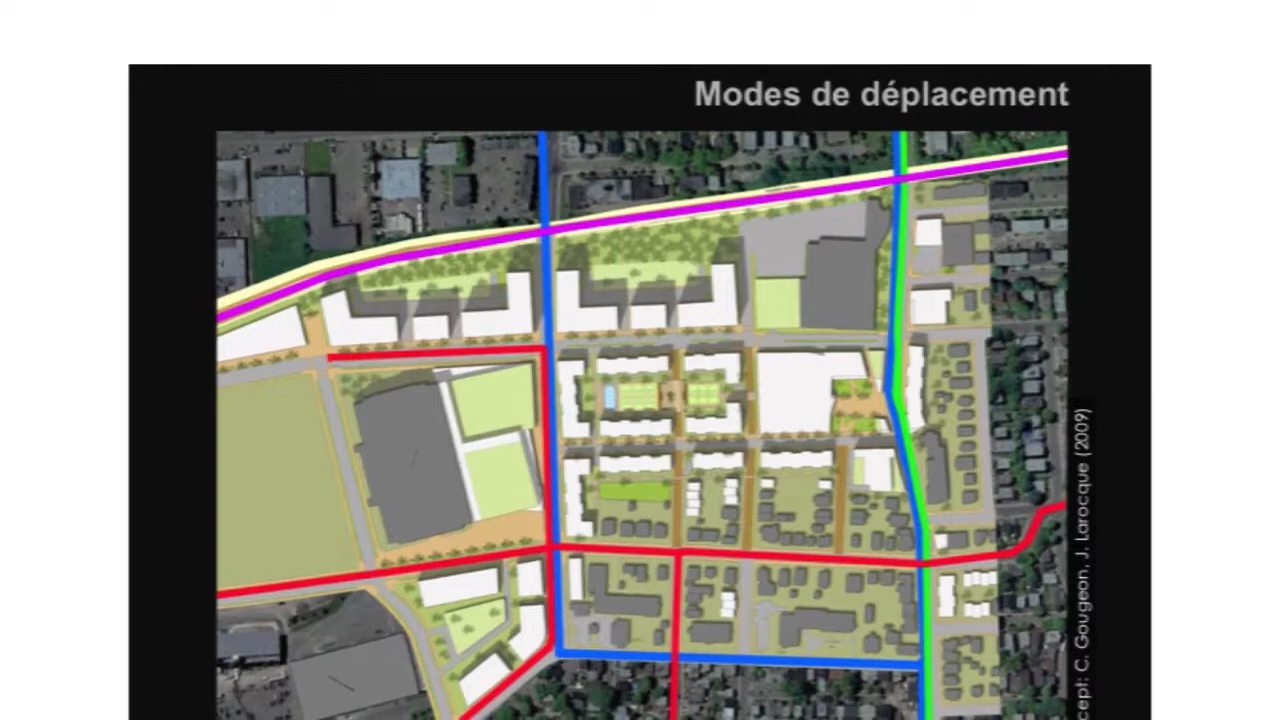 Modes de déplacement
cept: C. Gougeon, J. Larocque (2009)